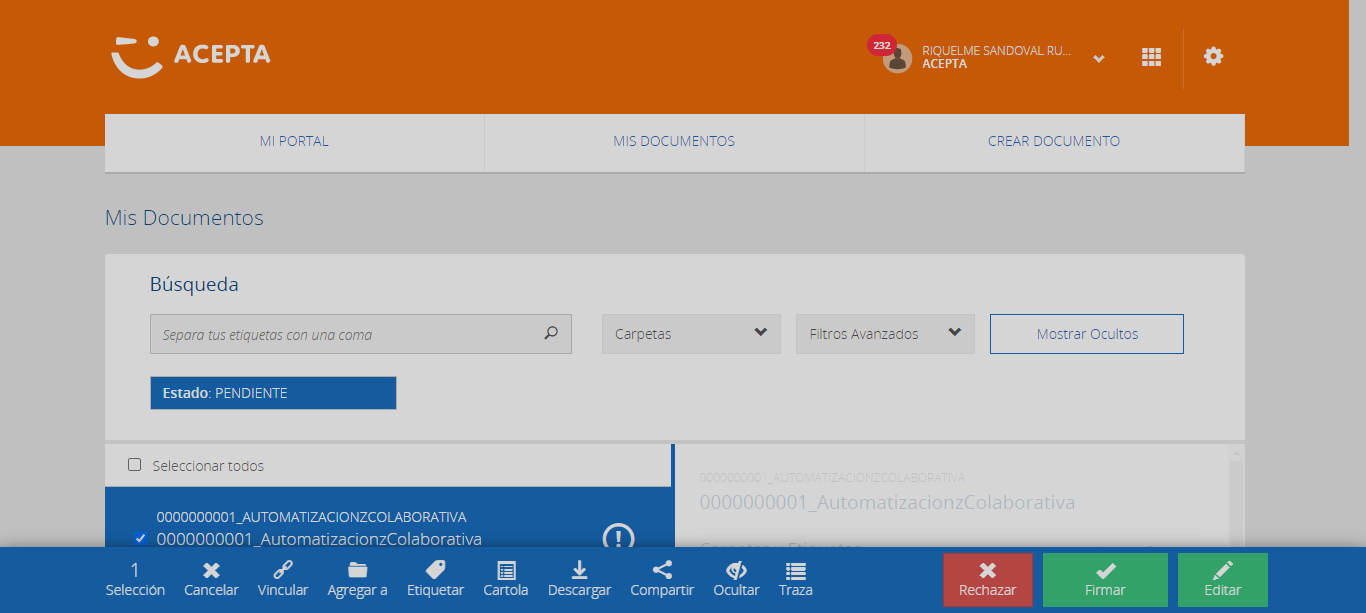 ACEPTA
232
RIQUELME SANDOVAL RU...
ACEPTA
MI PORTAL
MIS DOCUMENTOS
CREAR DOCUMENTO
Mis Documentos
Búsqueda
Separa tus etiquetas con una coma
Carpetas
Filtros Avanzados
Mostrar Ocultos
Estado: PENDIENTE
Seleccionar todos
0000000001_AUTOMATIZACIONZCOLABORATIVA
0000000001_AutomatizacionzColaborativa
0000000001_AUTOMATIZACIONZCOLABORATIVA
0000000001_AutomatizacionzColaborativa
Carpetas y Etiquetas
1
Selección
Cancelar
Vincular
Agregar a
Etiquetar
Cartola
Descargar
Compartir
Ocultar
Traza
Rechazar
Firmar
Editar